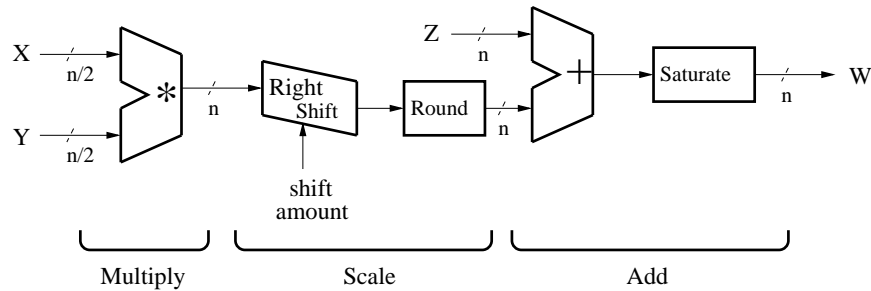 X
n/2
Y
n/2
*
n
Right
Shift
shift
amount
Round
n
Z
n
+
Saturate
n
W
Multiply
Scale
Add